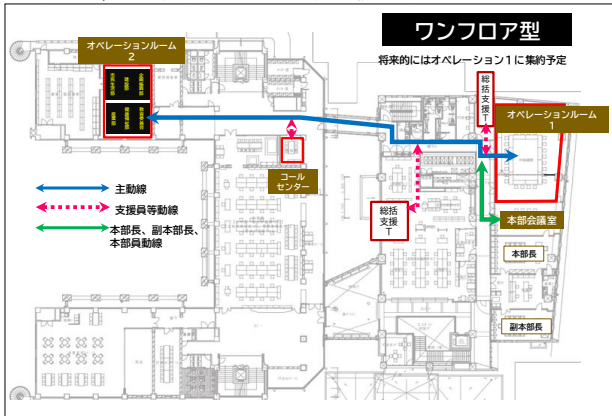 ワンフロア型
将来的にはオペレーション1に集約予定
オペレーションルーム
2
総括支援T
オペレーションルーム
1
コール
センター
総括
支援
T
本部会議室
本部長
副本部長
主動線
支援員等動線
本部長、副本部長、
本部員動線